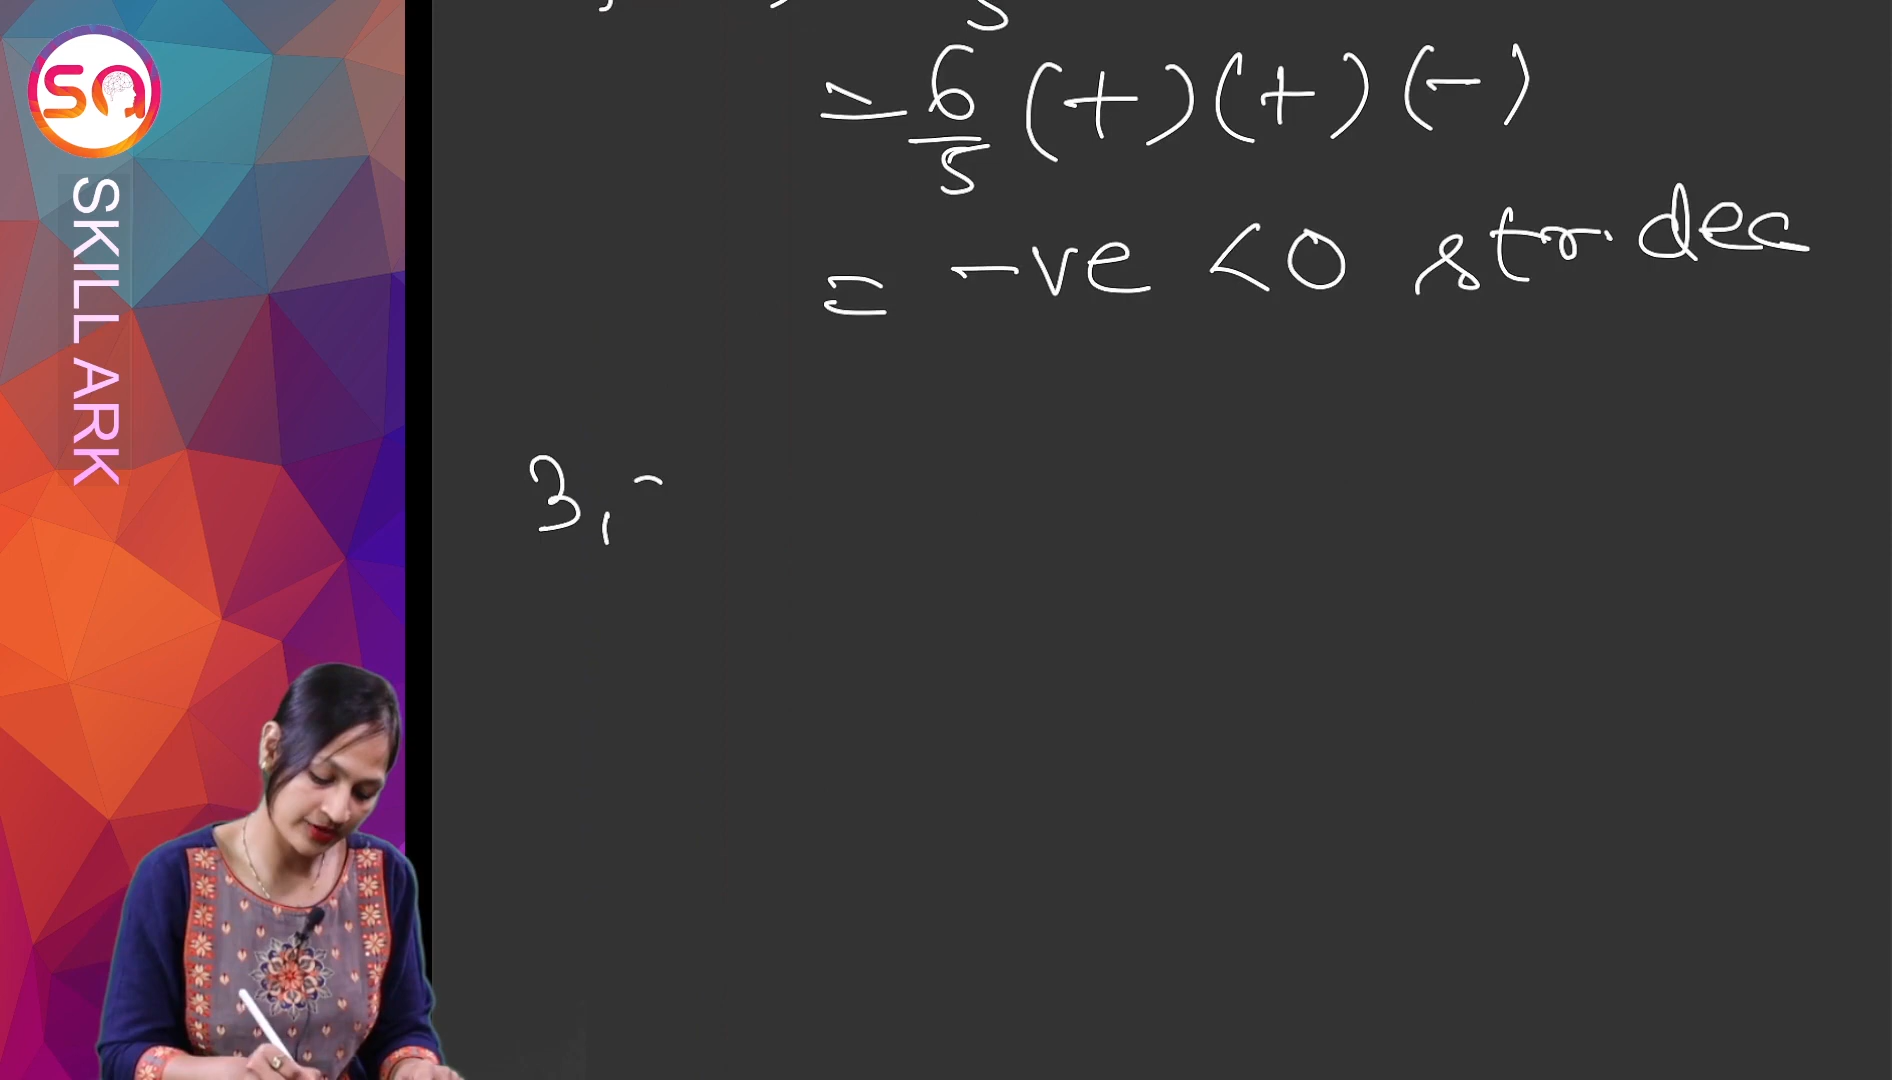 SKILL ARK
= 6/5 (+)(+)(-)
= -ve <0 str. dec
3,